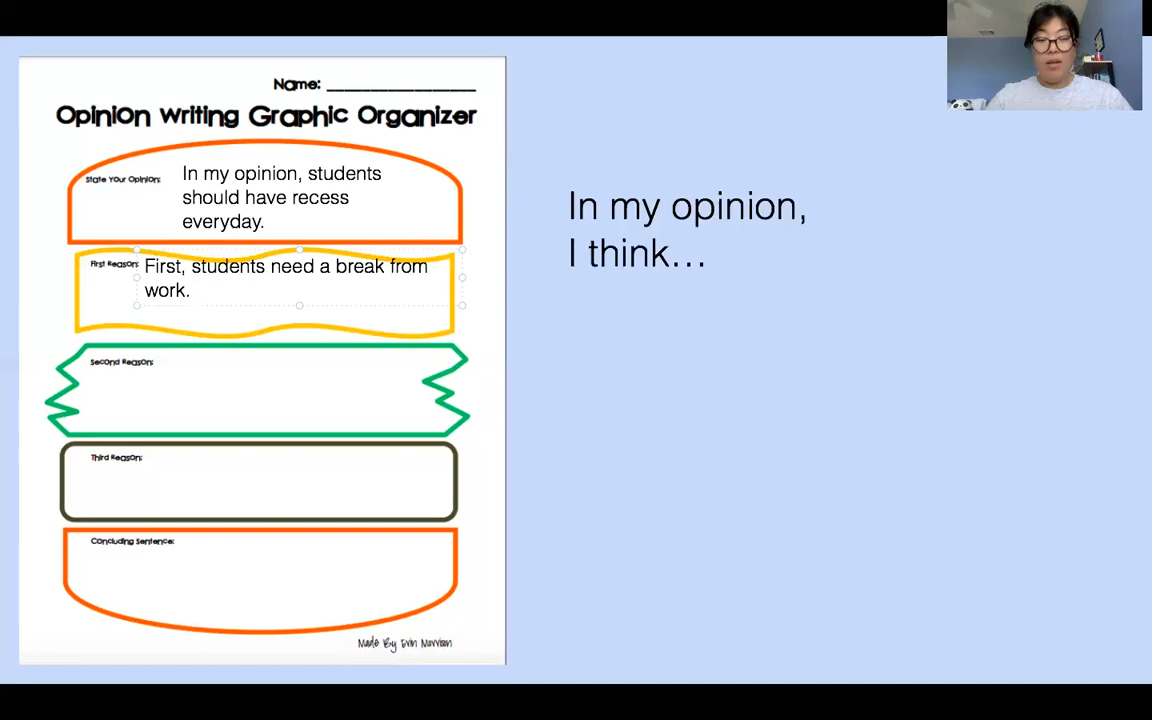 Name: _______________
Opinion Writing Graphic Organizer
State Your Opinion:
In my opinion, students
should have recess
everyday.
First Reason:
First, students need a break from
work.
Second Reason:
Third Reason:
Concluding Sentence:
Made By Erin Morrison
In my opinion,
I think…